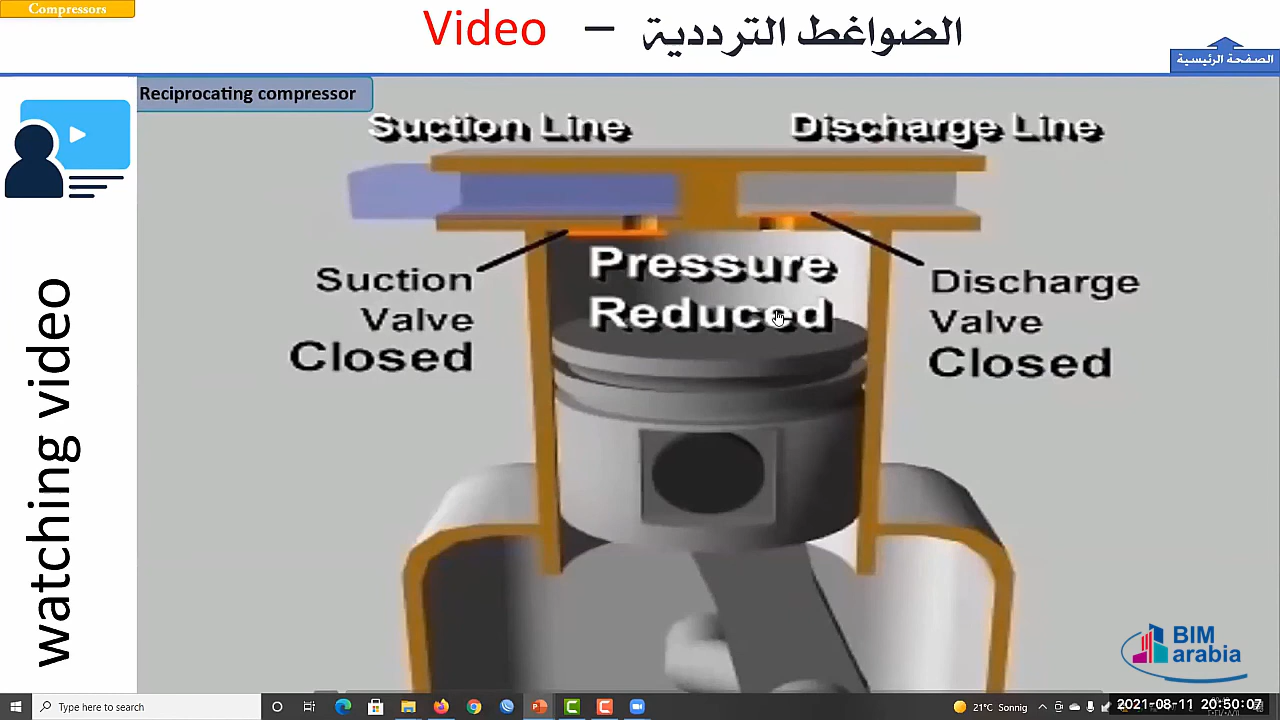 Compressors
الضواغط الترددية – Video
الصفحة الرئيسية
Reciprocating compressor
Suction Line
Discharge Line
Pressure
Reduced
Suction
Valve
Closed
Discharge
Valve
Closed
watching video
BIM
arabia
Type here to search
21°C Sonnig
2021-08-11 20:50:07